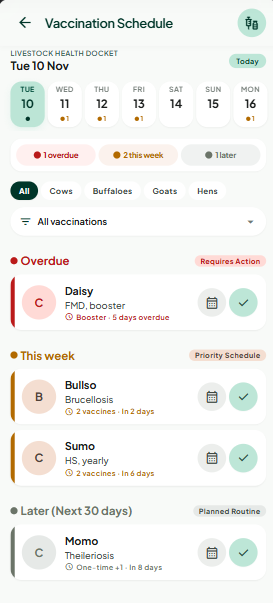 Vaccination Schedule
LIVESTOCK HEALTH DOCKET
Tue 10 Nov
Today
TUE WED THU FRI SAT SUN MON
10 11 12 13 14 15 16
1 1 1 1
1 overdue 2 this week 1 later
All Cows Buffaloes Goats Hens
All vaccinations
Overdue
Requires Action
C
Daisy
FMD, booster
Booster · 5 days overdue
This week
Priority Schedule
B
Bullso
Brucellosis
2 vaccines · In 2 days
C
Sumo
HS, yearly
2 vaccines · In 6 days
Later (Next 30 days)
Planned Routine
C
Momo
Theileriosis
One-time +1 · In 8 days